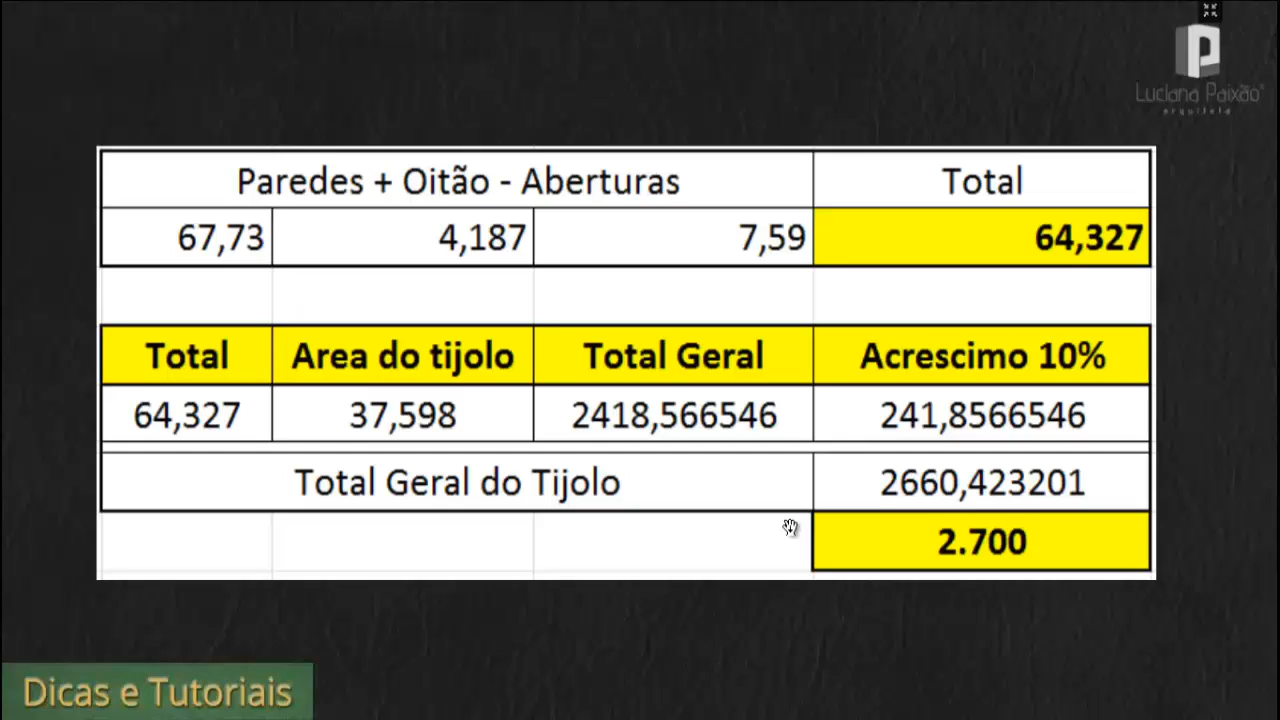 Luciana Paixão®
arquiteta
Paredes + Oitão - Aberturas Total
67,73 4,187 7,59 64,327
Total Area do tijolo Total Geral Acrescimo 10%
64,327 37,598 2418,566546 241,8566546
Total Geral do Tijolo 2660,423201
2.700
Dicas e Tutoriais